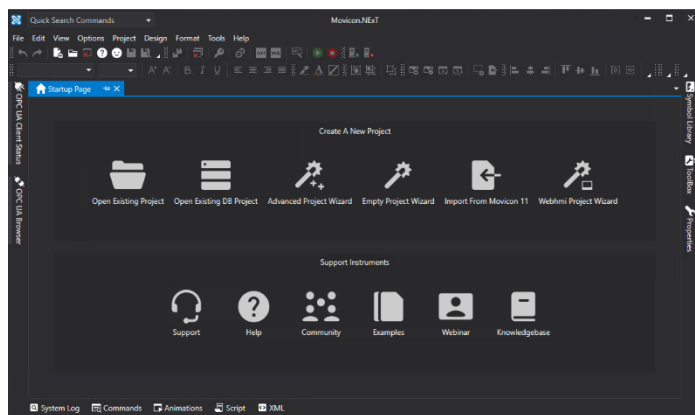 Quick Search Commands
Movicon.NExT
File Edit View Options Project Design Format Tools Help
Startup Page
OPC UA Client Status
OPC UA Browser
Create A New Project
Open Existing Project Open Existing DB Project Advanced Project Wizard Empty Project Wizard Import From Movicon 11 Webhmi Project Wizard
Support Instruments
Support Help Community Examples Webinar Knowledgebase
Symbol Library
ToolBox
Properties
System Log Commands Animations Script XML